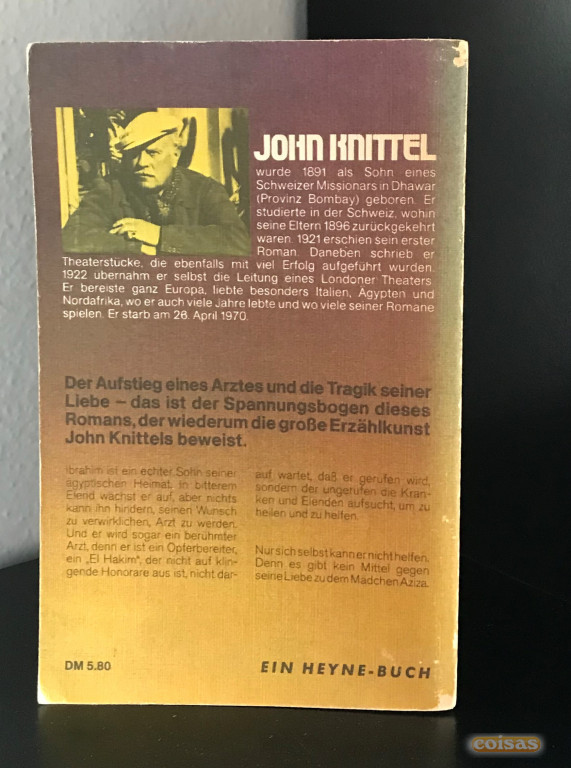 JOHN KNITTEL
wurde 1891 als Sohn eines
Schweizer Missionars in Dhawar
(Provinz Bombay) geboren. Er
studierte in der Schweiz, wohin
seine Eltern 1896 zurückgekehrt
waren. 1921 erschien sein erster
Roman. Daneben schrieb er
Theaterstücke, die ebenfalls mit viel Erfolg aufgeführt wurden.
1922 übernahm er selbst die Leitung eines Londoner Theaters.
Er bereiste ganz Europa, liebte besonders Italien, Ägypten und
Nordafrika, wo er auch viele Jahre lebte und wo viele seiner Romane
spielen. Er starb am 26. April 1970.
Der Aufstieg eines Arztes und die Tragik seiner
Liebe – das ist der Spannungsbogen dieses
Romans, der wiederum die große Erzählkunst
John Knittels beweist.
Ibrahim ist ein echter Sohn seiner
ägyptischen Heimat. In bitterem
Elend wächst er auf, aber nichts
kann ihn hindern, seinen Wunsch
zu verwirklichen, Arzt zu werden.
Und er wird sogar ein berühmter
Arzt, denn er ist ein Opferbereiter,
ein „El Hakim“, der nicht auf klin-
gende Honorare aus ist, nicht dar-
auf wartet, daß er gerufen wird,
sondern der ungerufen die Kran-
ken und Elenden aufsucht, um zu
heilen und zu helfen.
Nur sich selbst kann er nicht helfen.
Denn es gibt kein Mittel gegen
seine Liebe zu dem Mädchen Aziza.
DM 5.80
EIN HEYNE-BUCH
coisas